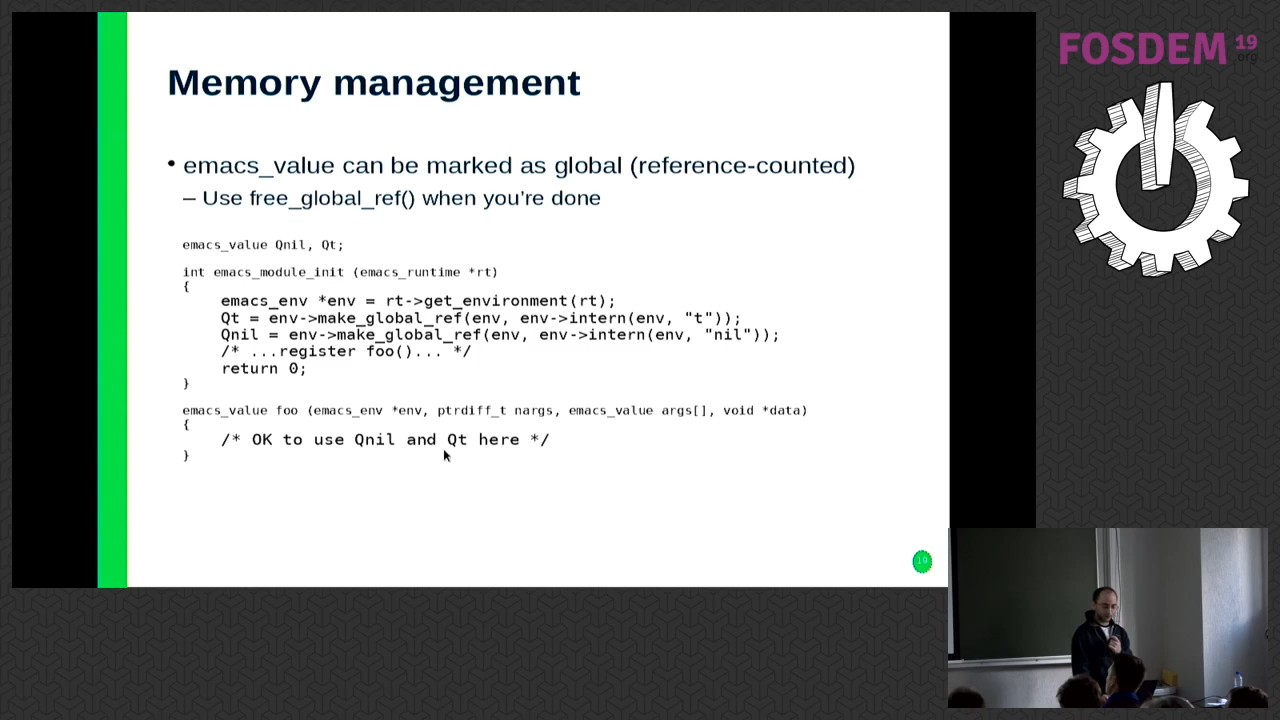 FOSDEM 19
.org
Memory management
• emacs_value can be marked as global (reference-counted)
– Use free_global_ref() when you're done
emacs_value Qnil, Qt;
int emacs_module_init (emacs_runtime *rt)
{
emacs_env *env = rt->get_environment(rt);
Qt = env->make_global_ref(env, env->intern(env, "t"));
Qnil = env->make_global_ref(env, env->intern(env, "nil"));
/* ...register foo()... */
return 0;
}
emacs_value foo (emacs_env *env, ptrdiff_t nargs, emacs_value args[], void *data)
{
/* OK to use Qnil and Qt here */
}
19